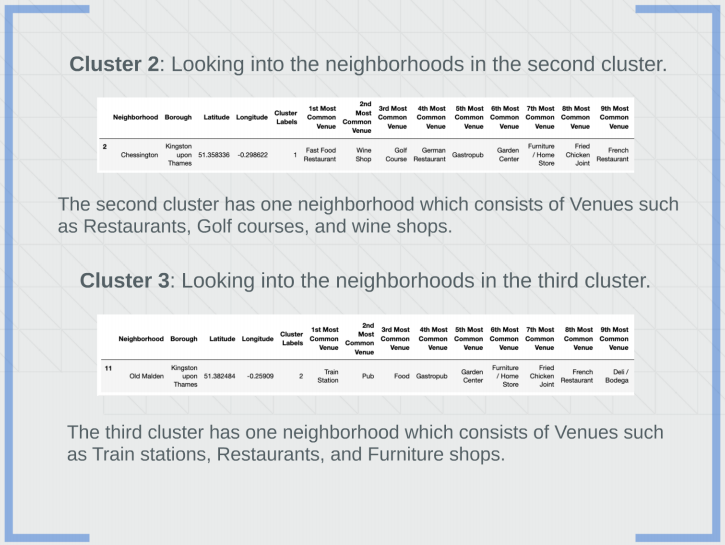 Cluster 2: Looking into the neighborhoods in the second cluster.
Neighborhood Borough Latitude Longitude Cluster Labels 1st Most Common Venue 2nd Most Common Venue 3rd Most Common Venue 4th Most Common Venue 5th Most Common Venue 6th Most Common Venue 7th Most Common Venue 8th Most Common Venue 9th Most Common Venue
2 Chessington Kingston upon Thames 51.358336 -0.298622 1 Fast Food Restaurant Wine Shop Golf Course German Restaurant Gastropub Garden Center Furniture / Home Store Fried Chicken Joint French Restaurant
The second cluster has one neighborhood which consists of Venues such
as Restaurants, Golf courses, and wine shops.
Cluster 3: Looking into the neighborhoods in the third cluster.
Neighborhood Borough Latitude Longitude Cluster Labels 1st Most Common Venue 2nd Most Common Venue 3rd Most Common Venue 4th Most Common Venue 5th Most Common Venue 6th Most Common Venue 7th Most Common Venue 8th Most Common Venue 9th Most Common Venue
11 Old Malden Kingston upon Thames 51.382484 -0.25909 2 Train Station Pub Food Gastropub Garden Center Furniture / Home Store Fried Chicken Joint French Restaurant Deli / Bodega
The third cluster has one neighborhood which consists of Venues such
as Train stations, Restaurants, and Furniture shops.